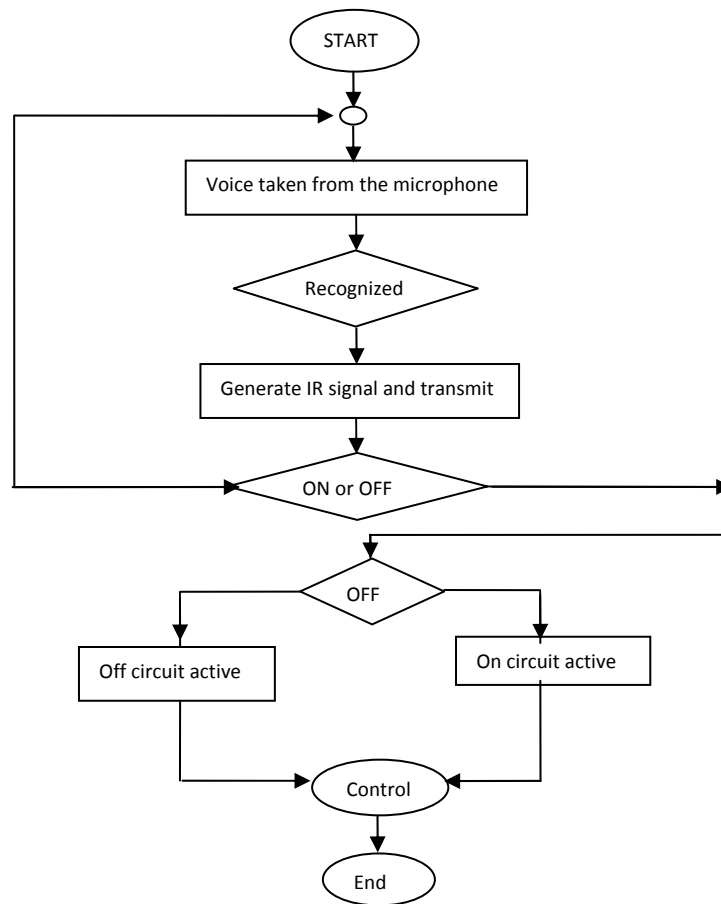 START
Voice taken from the microphone
Recognized
Generate IR signal and transmit
ON or OFF
OFF
Off circuit active
On circuit active
Control
End